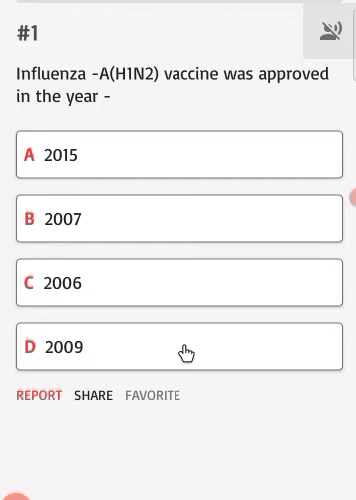 #1
Influenza -A(H1N2) vaccine was approved
in the year -
A 2015
B 2007
C 2006
D 2009
REPORT SHARE FAVORITE